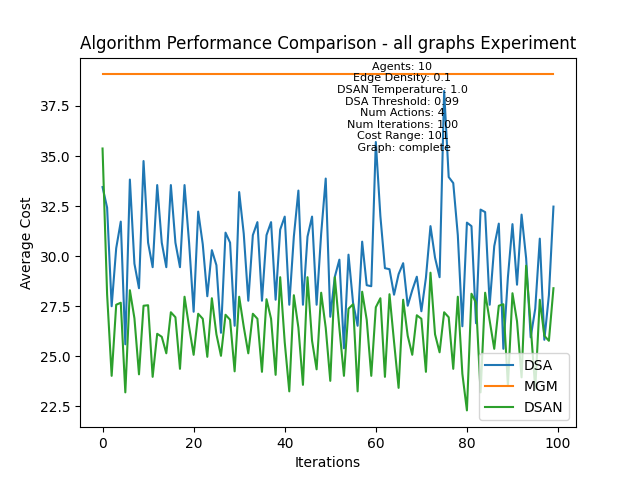 Algorithm Performance Comparison - all graphs Experiment
Agents: 10
Edge Density: 0.1
DSAN Temperature: 1.0
DSA Threshold: 0.99
Num Actions: 4
Num Iterations: 100
Cost Range: 101
Graph: complete
Average Cost
37.5
35.0
32.5
30.0
27.5
25.0
22.5
DSA
MGM
DSAN
0 20 40 60 80 100
Iterations